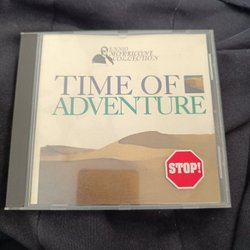 ENNIO
MORRICONE
COLLECTION
TIME OF
ADVENTURE
STOP!